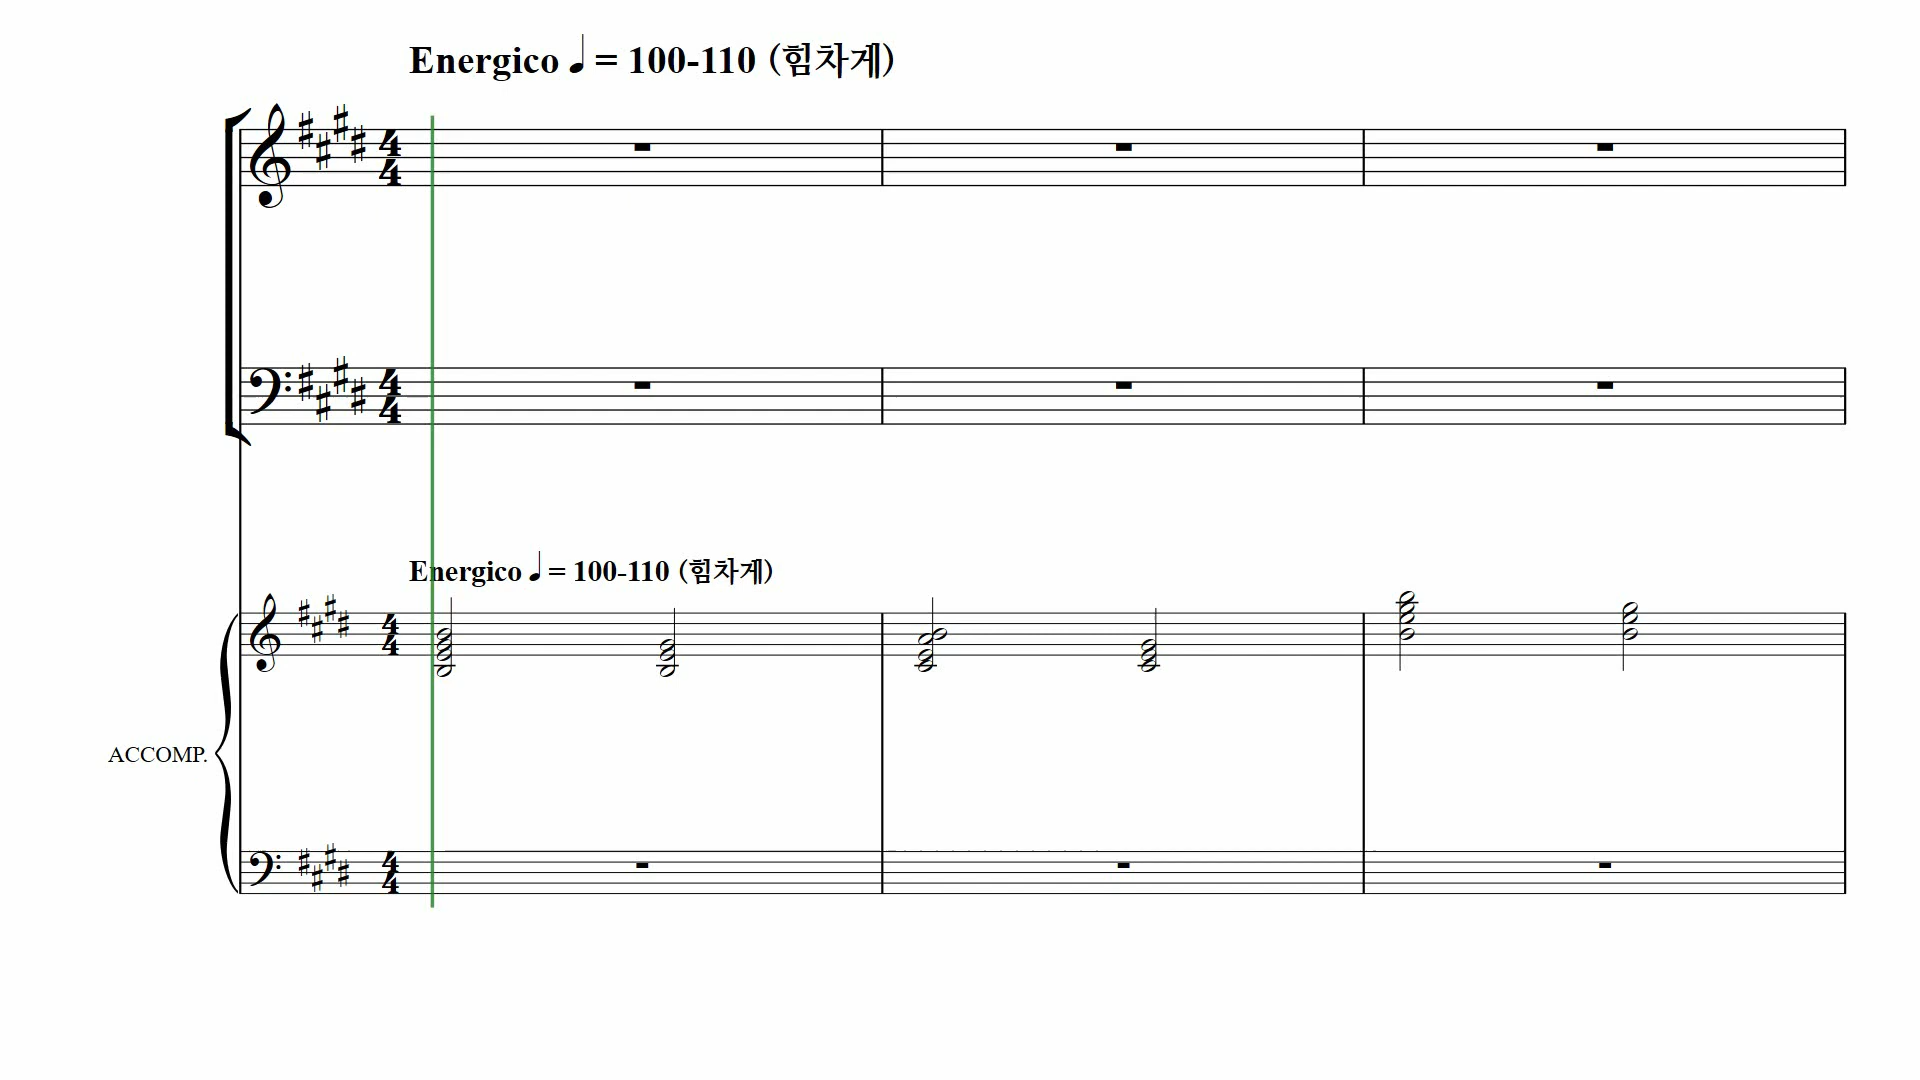 Energico ♩ = 100-110 (힘차게)
Energico ♩ = 100-110 (힘차게)
ACCOMP.